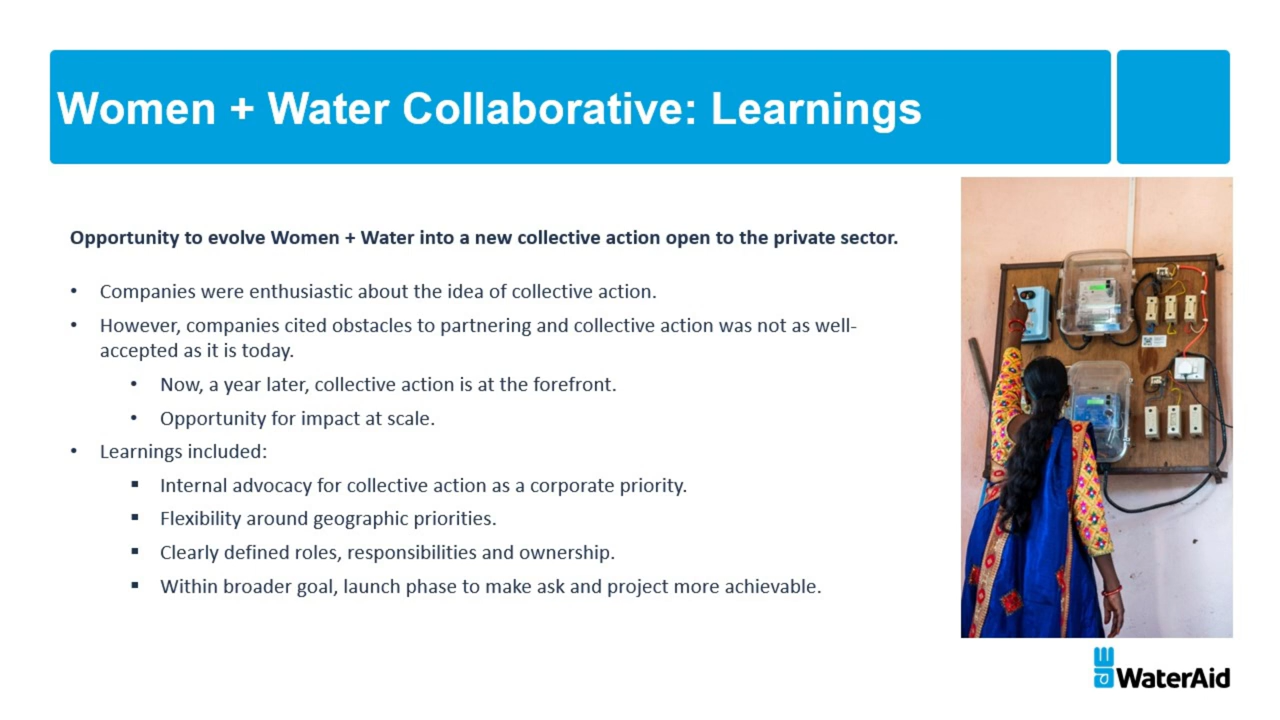 Women + Water Collaborative: Learnings
Opportunity to evolve Women + Water into a new collective action open to the private sector.
• Companies were enthusiastic about the idea of collective action.
• However, companies cited obstacles to partnering and collective action was not as well-
accepted as it is today.
• Now, a year later, collective action is at the forefront.
• Opportunity for impact at scale.
• Learnings included:
▪ Internal advocacy for collective action as a corporate priority.
▪ Flexibility around geographic priorities.
▪ Clearly defined roles, responsibilities and ownership.
▪ Within broader goal, launch phase to make ask and project more achievable.
WaterAid